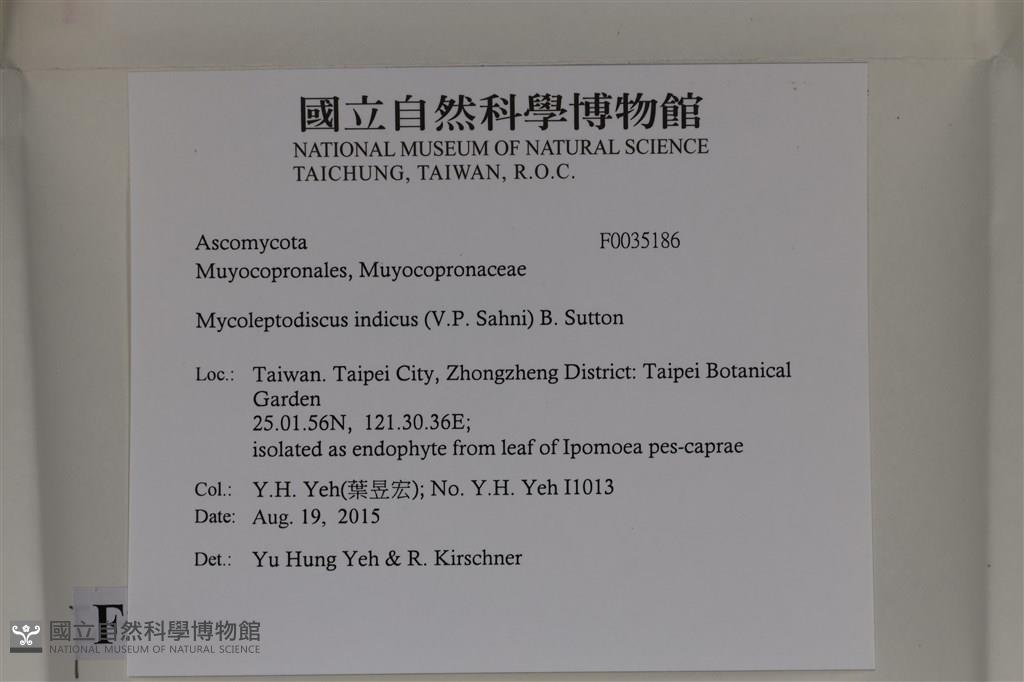 國立自然科學博物館
NATIONAL MUSEUM OF NATURAL SCIENCE
TAICHUNG, TAIWAN, R.O.C.
Ascomycota F0035186
Muyocopronales, Muyocopronaceae
Mycoleptodiscus indicus (V.P. Sahni) B. Sutton
Loc.: Taiwan. Taipei City, Zhongzheng District: Taipei Botanical
Garden
25.01.56N, 121.30.36E;
isolated as endophyte from leaf of Ipomoea pes-caprae
Col.: Y.H. Yeh(葉昱宏); No. Y.H. Yeh I1013
Date: Aug. 19, 2015
Det.: Yu Hung Yeh & R. Kirschner
F
國立自然科學博物館
NATIONAL MUSEUM OF NATURAL SCIENCE